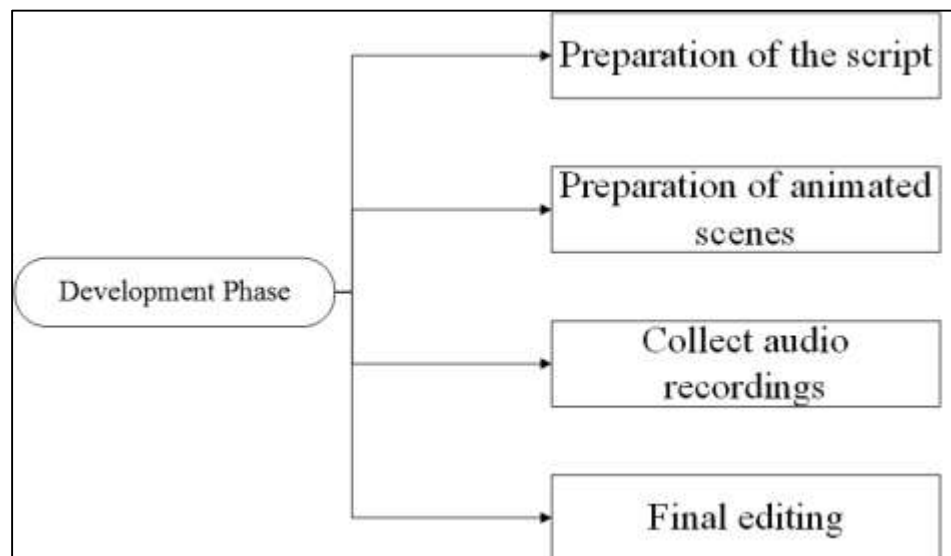 Preparation of the script
Preparation of animated
scenes
Development Phase
Collect audio
recordings
Final editing